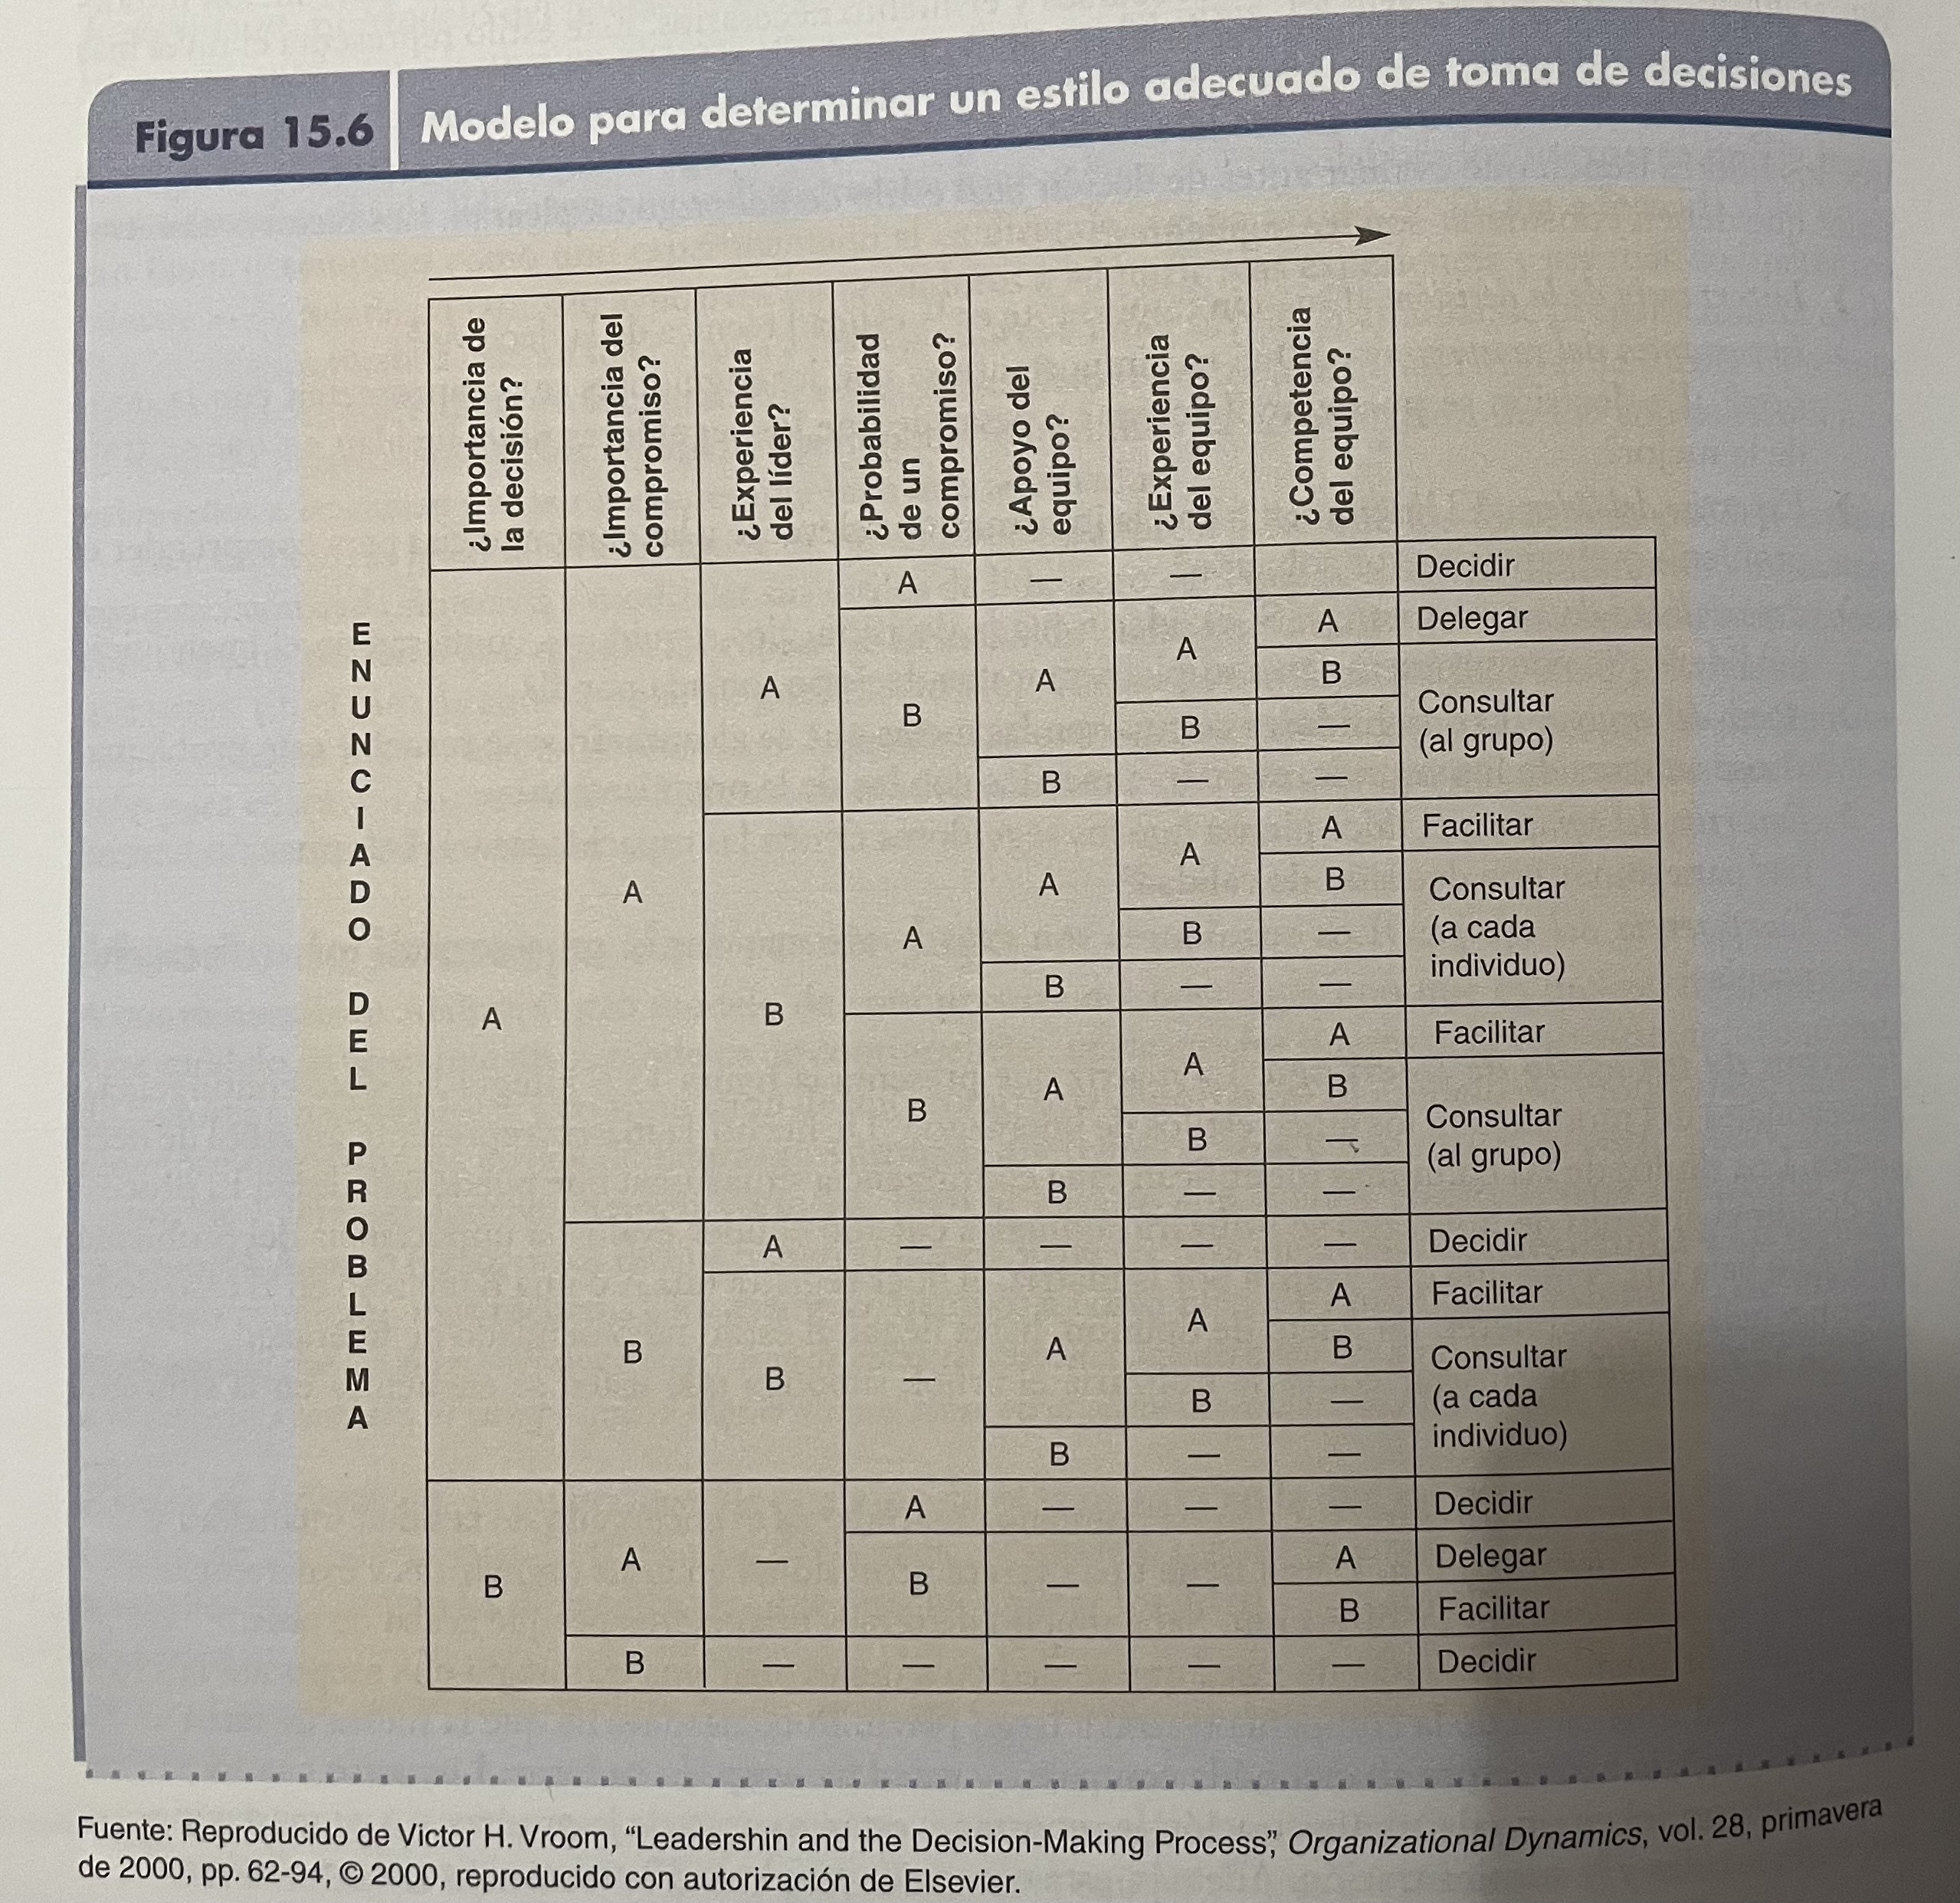 Figura 15.6
Modelo para determinar un estilo adecuado de toma de decisiones
¿Importancia de
la decisión?
¿Importancia del
compromiso?
¿Experiencia
del líder?
¿Probabilidad
de un
compromiso?
¿Apoyo del
equipo?
¿Experiencia
del equipo?
¿Competencia
del equipo?
ENUNCIADO DEL PROBLEMA
A — — Decidir
A Delegar
A
A A B
B Consultar
(al grupo)
B —
B — —
A Facilitar
A
A B Consultar
(a cada
individuo)
A
A B —
B — —
B
A
A Facilitar
A
A B
B Consultar
(al grupo)
B —
B — —
A — — — — Decidir
A Facilitar
A
B A B Consultar
(a cada
individuo)
B —
B —
B — —
A — — — Decidir
A — A Delegar
B B — —
B Facilitar
B — — — — — Decidir
Fuente: Reproducido de Victor H. Vroom, “Leadershin and the Decision-Making Process”, Organizational Dynamics, vol. 28, primavera
de 2000, pp. 62-94, © 2000, reproducido con autorización de Elsevier.